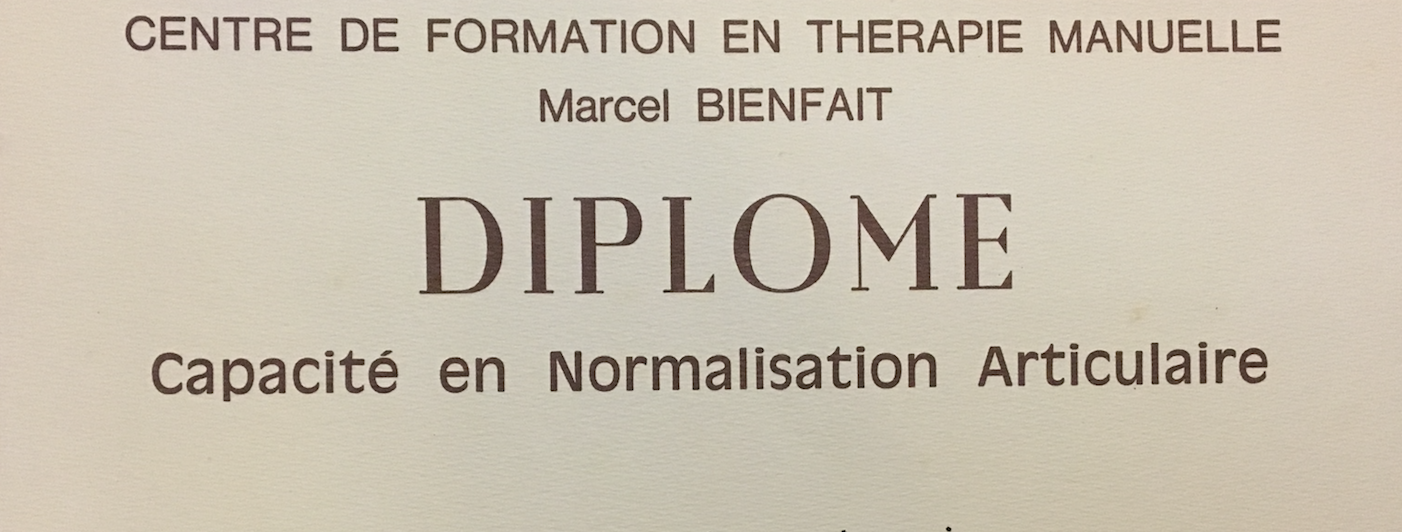 CENTRE DE FORMATION EN THERAPIE MANUELLE
Marcel BIENFAIT
DIPLOME
Capacité en Normalisation Articulaire